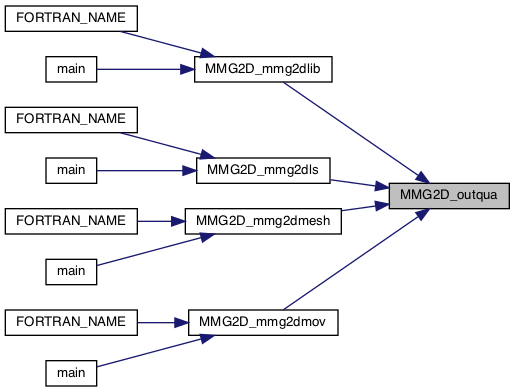 FORTRAN_NAME
main
MMG2D_mmg2dlib
FORTRAN_NAME
main
MMG2D_mmg2dls
MMG2D_outqua
FORTRAN_NAME
MMG2D_mmg2dmesh
main
FORTRAN_NAME
MMG2D_mmg2dmov
main